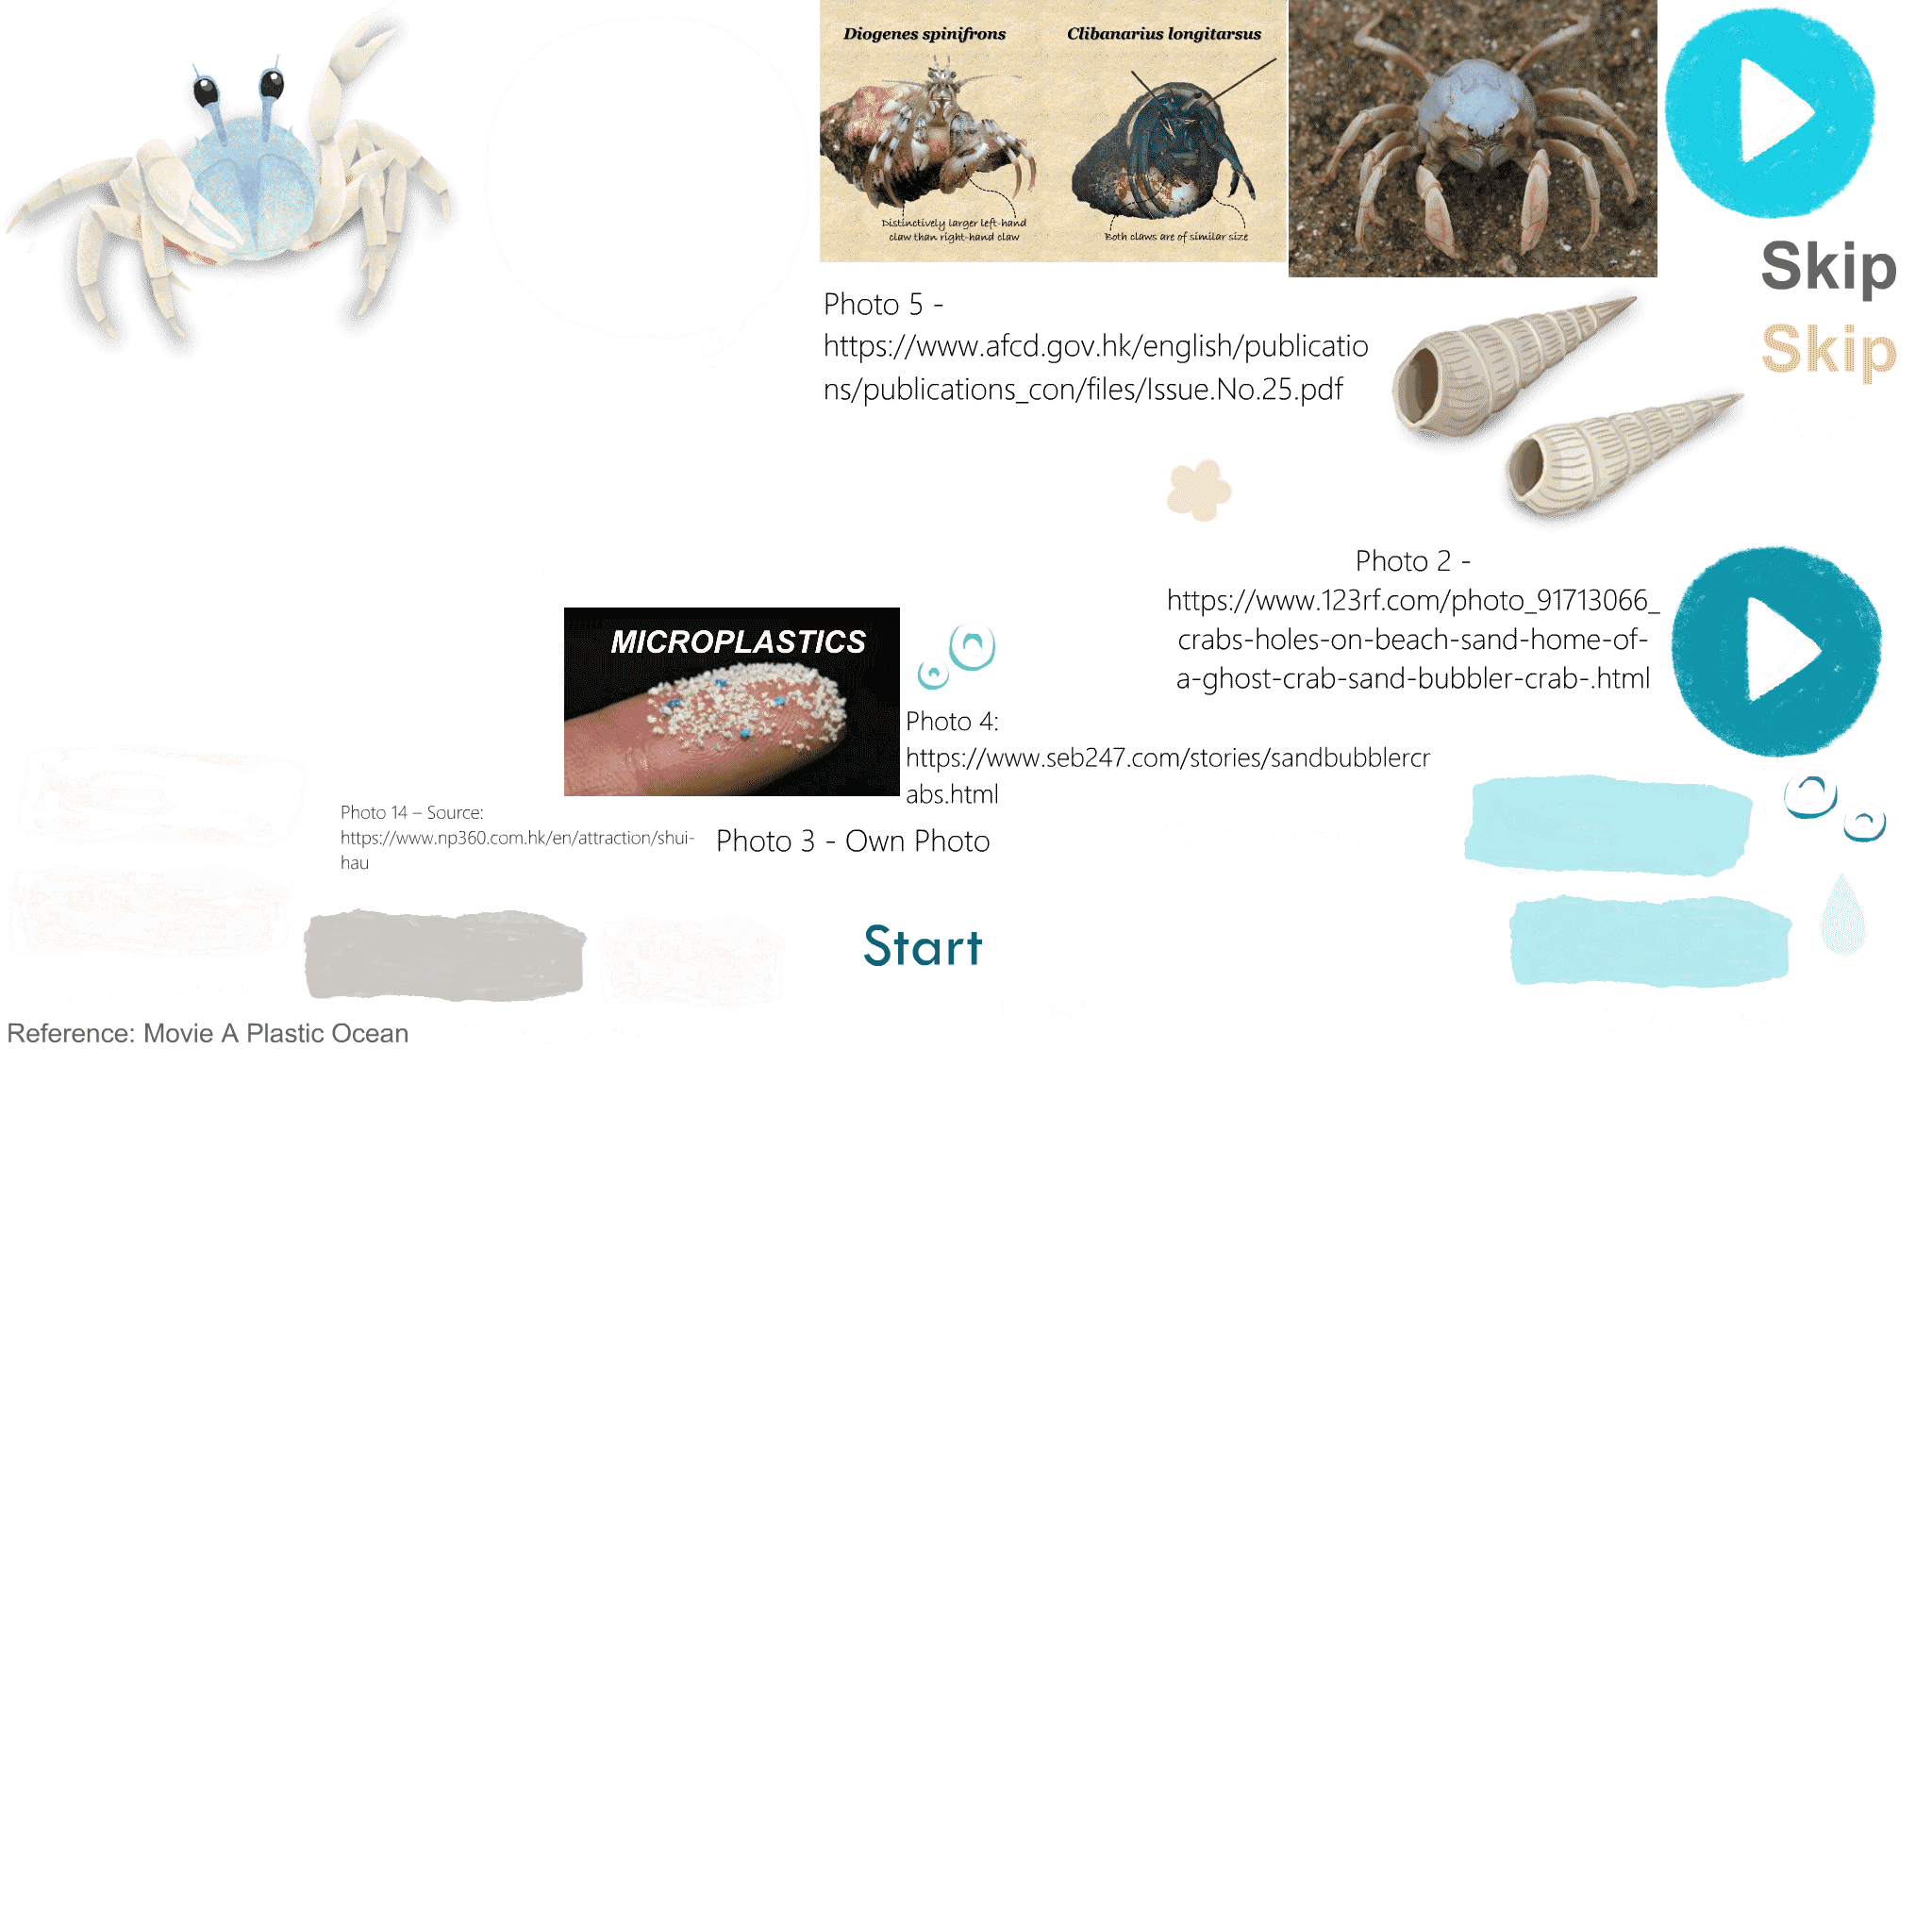 Diogenes spinifrons
Clibanarius longitarsus
Distinctively larger left-hand
claw than right-hand claw
Both claws are of similar size
Skip
Skip
Photo 5 -
https://www.afcd.gov.hk/english/publicatio
ns/publications_con/files/Issue.No.25.pdf
Photo 2 -
https://www.123rf.com/photo_91713066_
crabs-holes-on-beach-sand-home-of-
a-ghost-crab-sand-bubbler-crab-.html
MICROPLASTICS
Photo 4:
https://www.seb247.com/stories/sandbubblercr
abs.html
Photo 14 – Source:
https://www.np360.com.hk/en/attraction/shui-
hau
Photo 3 - Own Photo
Start
Reference: Movie A Plastic Ocean